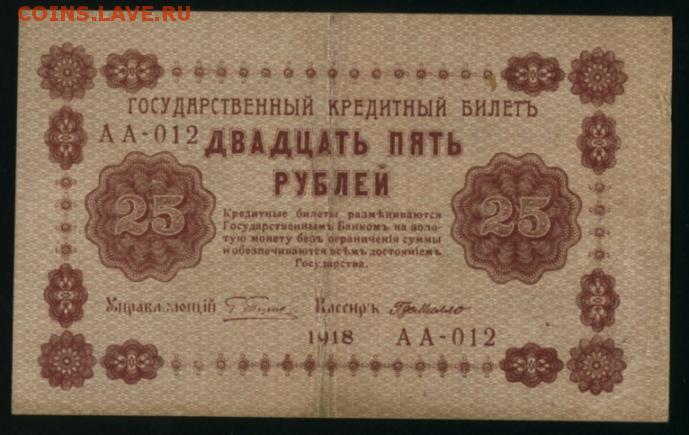 COINS.LAVE.RU
ГОСУДАРСТВЕННЫЙ КРЕДИТНЫЙ БИЛЕТЪ
АА-012
ДВАДЦАТЬ ПЯТЬ
РУБЛЕЙ
25
25
Кредитные билеты размѣниваются
Государственнымъ Банкомъ на золо-
тую монету безъ ограниченія суммы
и обезпечиваются всѣмъ достояніемъ
Государства.
Управляющій Кассиръ
1918 АА-012